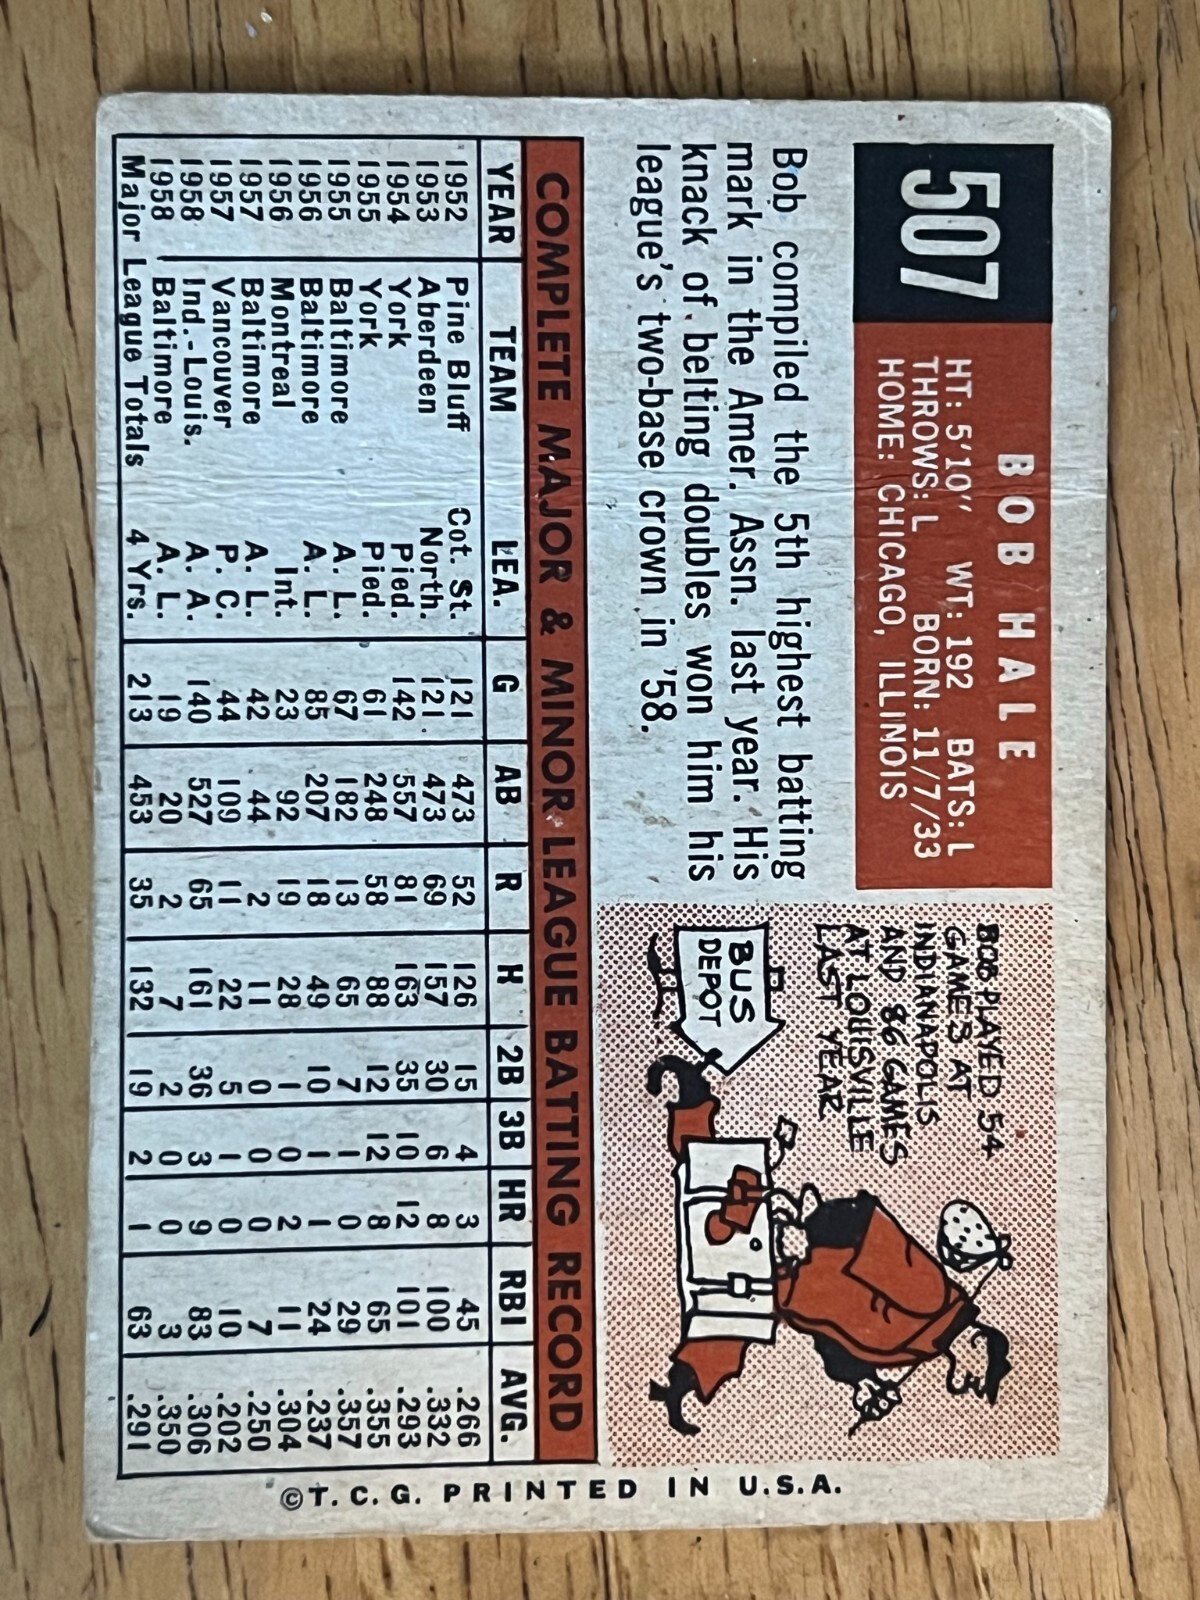 507
BOB HALE
HT: 5'10" WT: 192 BATS: L
THROWS: L BORN: 11/7/33
HOME: CHICAGO, ILLINOIS
Bob compiled the 5th highest batting
mark in the Amer. Assn. last year. His
knack of belting doubles won him his
league's two-base crown in '58.
BOB PLAYED 54
GAMES AT
INDIANAPOLIS
AND 86 GAMES
AT LOUISVILLE
LAST YEAR
BUS
DEPOT
COMPLETE MAJOR & MINOR LEAGUE BATTING RECORD
YEAR TEAM LEA. G AB R H 2B 3B HR RBI AVG.
1952 Pine Bluff Cot. St. 121 473 52 126 15 4 3 45 .266
1953 Aberdeen North. 121 473 69 157 30 6 8 100 .332
1954 York Pied. 142 557 81 163 35 10 12 101 .293
1955 York Pied. 61 248 58 88 12 12 8 65 .355
1955 Baltimore A. L. 67 182 13 65 7 1 0 29 .357
1956 Baltimore A. L. 85 207 18 49 10 1 1 24 .237
1956 Montreal Int. 23 92 19 28 1 0 2 11 .304
1957 Baltimore A. L. 42 44 2 11 0 0 0 7 .250
1957 Vancouver P. C. 44 109 11 22 5 1 0 10 .202
1958 Ind.-Louis. A. A. 140 527 65 161 36 3 9 83 .306
1958 Baltimore A. L. 19 20 2 7 2 0 0 3 .350
Major League Totals 4 Yrs. 213 453 35 132 19 2 1 63 .291
©T. C. G. PRINTED IN U.S.A.